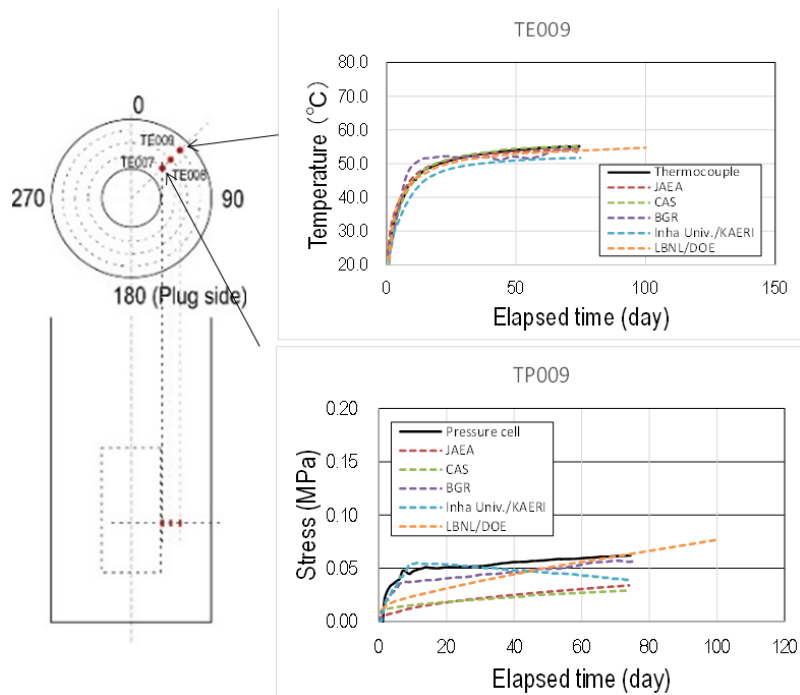 0
TE009
TE007
TE008
270
90
180 (Plug side)
TE009
Temperature (°C)
80.0
70.0
60.0
50.0
40.0
30.0
20.0
Thermocouple
JAEA
CAS
BGR
Inha Univ./KAERI
LBNL/DOE
0
50
100
150
Elapsed time (day)
TP009
Stress (MPa)
0.20
0.15
0.10
0.05
0.00
Pressure cell
JAEA
CAS
BGR
Inha Univ./KAERI
LBNL/DOE
0
20
40
60
80
100
120
Elapsed time (day)